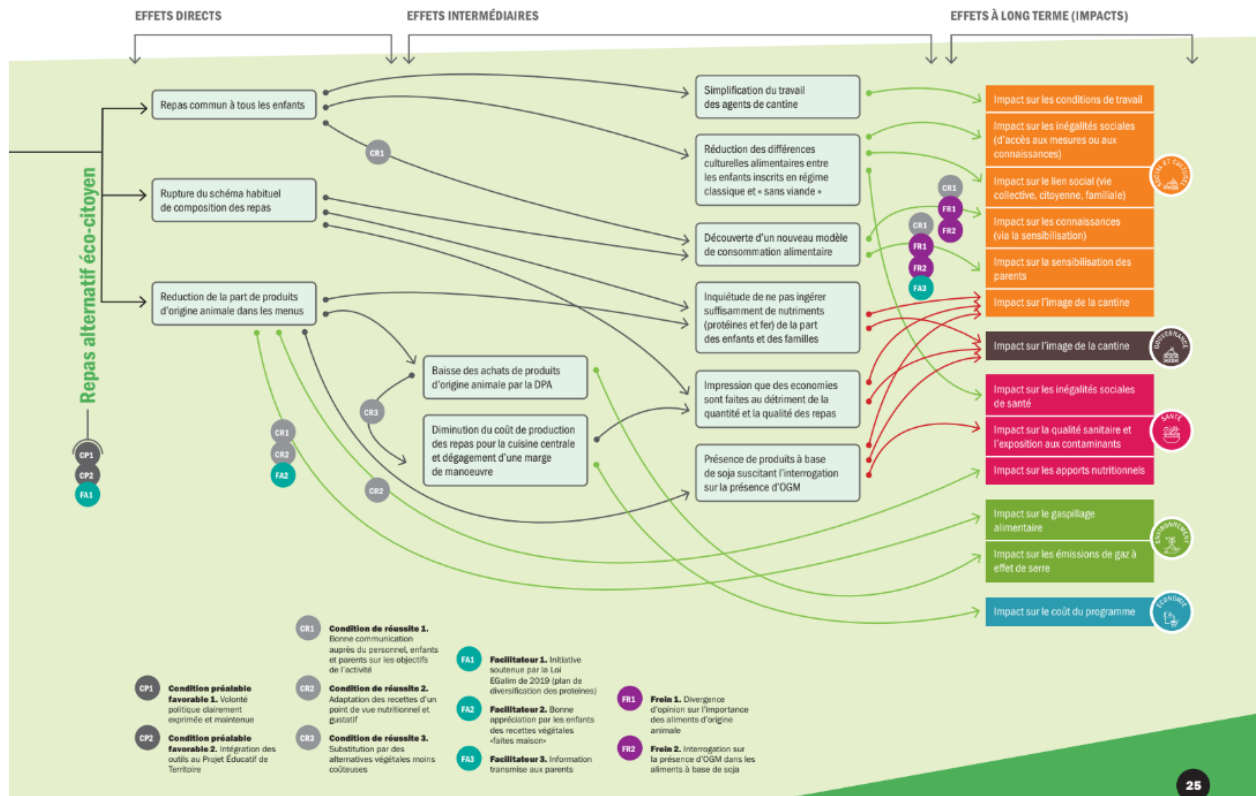 EFFETS DIRECTS
EFFETS INTERMÉDIAIRES
EFFETS À LONG TERME (IMPACTS)
Repas alternatif éco-citoyen
CP1
CP2
FA1
Repas commun à tous les enfants
Rupture du schéma habituel
de composition des repas
Reduction de la part de produits
d'origine animale dans les menus
CR1
CR1
CR2
FA2
CR3
CR2
Baisse des achats de produits
d'origine animale par la DPA
Diminution du coût de production
des repas pour la cuisine centrale
et dégagement d'une marge
de manoeuvre
Simplification du travail
des agents de cantine
Réduction des différences
culturelles alimentaires entre
les enfants inscrits en régime
classique et « sans viande »
Découverte d'un nouveau modèle
de consommation alimentaire
Inquiétude de ne pas ingérer
suffisamment de nutriments
(protéines et fer) de la part
des enfants et des familles
Impression que des economies
sont faites au détriment de la
quantité et la qualité des repas
Présence de produits à base
de soja suscitant l'interrogation
sur la présence d'OGM
CR1
FR1
FR2
CR1
FR1
FR2
FA3
Impact sur les conditions de travail
Impact sur les inégalités sociales
(d'accès aux mesures ou aux
connaissances)
Impact sur le lien social (vie
collective, citoyenne, familiale)
Impact sur les connaissances
(via la sensibilisation)
Impact sur la sensibilisation des
parents
Impact sur l'image de la cantine
SOCIAL ET CULTUREL
Impact sur l'image de la cantine
GOUVERNANCE
Impact sur les inégalités sociales
de santé
Impact sur la qualité sanitaire et
l'exposition aux contaminants
Impact sur les apports nutritionnels
SANTÉ
Impact sur le gaspillage
alimentaire
Impact sur les émissions de gaz à
effet de serre
ENVIRONNEMENT
Impact sur le coût du programme
ÉCONOMIE
CP1
Condition préalable
favorable 1. Volonté
politique clairement
exprimée et maintenue
CP2
Condition préalable
favorable 2. Intégration des
outils au Projet Éducatif de
Territoire
CR1
Condition de réussite 1.
Bonne communication
auprès du personnel, enfants
et parents sur les objectifs
de l'activité
CR2
Condition de réussite 2.
Adaptation des recettes d'un
point de vue nutritionnel et
gustatif
CR3
Condition de réussite 3.
Substitution par des
alternatives végétales moins
coûteuses
FA1
Facilitateur 1. Initiative
soutenue par la Loi
EGalim de 2019 (plan de
diversification des proteines)
FA2
Facilitateur 2. Bonne
appréciation par les enfants
des recettes végétales
«faites maison»
FA3
Facilitateur 3. Information
transmise aux parents
FR1
Frein 1. Divergence
d'opinion sur l'importance
des aliments d'origine
animale
FR2
Frein 2. Interrogation sur
la présence d'OGM dans les
aliments à base de soja
25